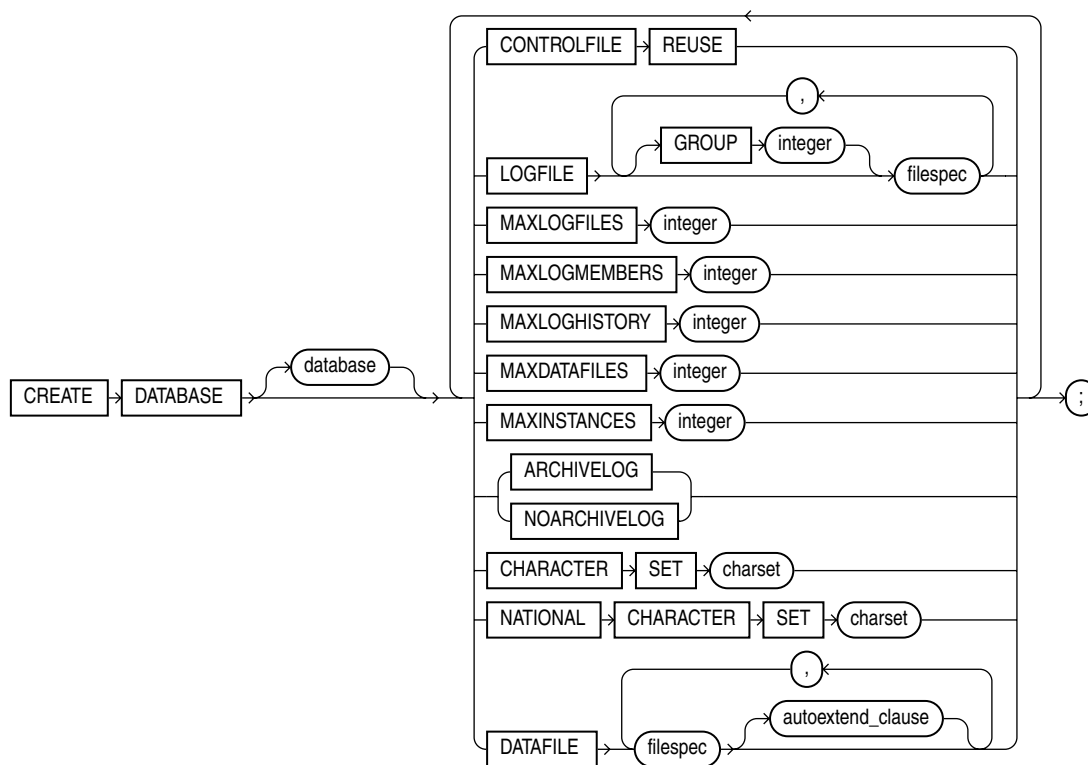 CONTROLFILE REUSE
,
GROUP integer
LOGFILE filespec
MAXLOGFILES integer
MAXLOGMEMBERS integer
MAXLOGHISTORY integer
database
CREATE DATABASE
MAXDATAFILES integer
;
MAXINSTANCES integer
ARCHIVELOG
NOARCHIVELOG
CHARACTER SET charset
NATIONAL CHARACTER SET charset
,
autoextend_clause
DATAFILE filespec